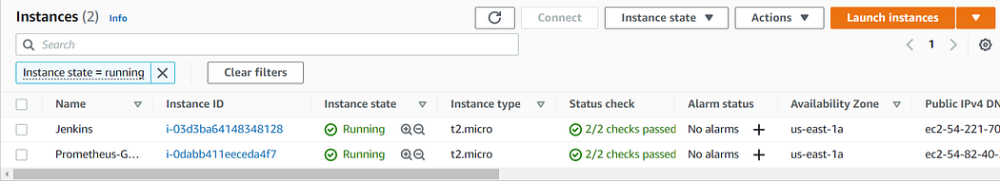 Instances (2) Info Connect Instance state Actions Launch instances
Search 1
Instance state = running Clear filters
Name Instance ID Instance state Instance type Status check Alarm status Availability Zone Public IPv4 DN
Jenkins i-03d3ba64148348128 Running t2.micro 2/2 checks passed No alarms us-east-1a ec2-54-221-70
Prometheus-G... i-0dabb411eeceda4f7 Running t2.micro 2/2 checks passed No alarms us-east-1a ec2-54-82-40-